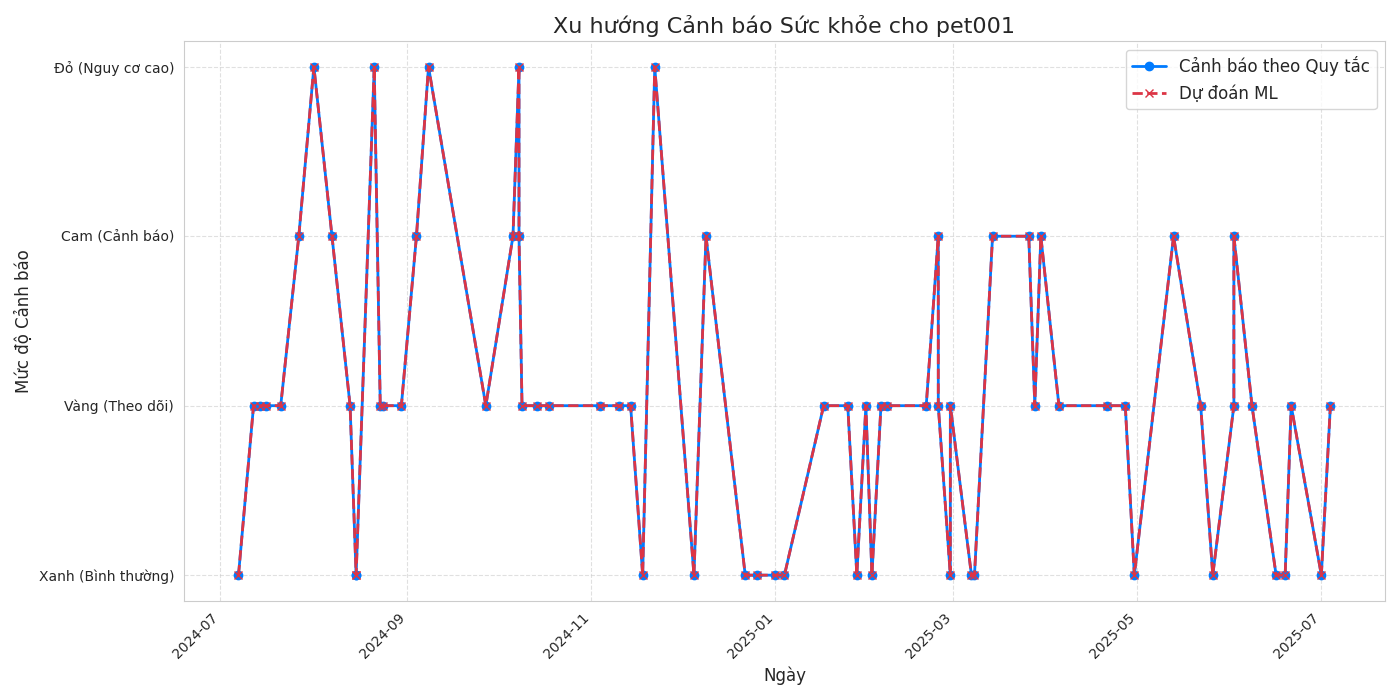 Xu hướng Cảnh báo Sức khỏe cho pet001
Cảnh báo theo Quy tắc
Dự đoán ML
Mức độ Cảnh báo
Đỏ (Nguy cơ cao)
Cam (Cảnh báo)
Vàng (Theo dõi)
Xanh (Bình thường)
2024-07
2024-09
2024-11
2025-01
2025-03
2025-05
2025-07
Ngày